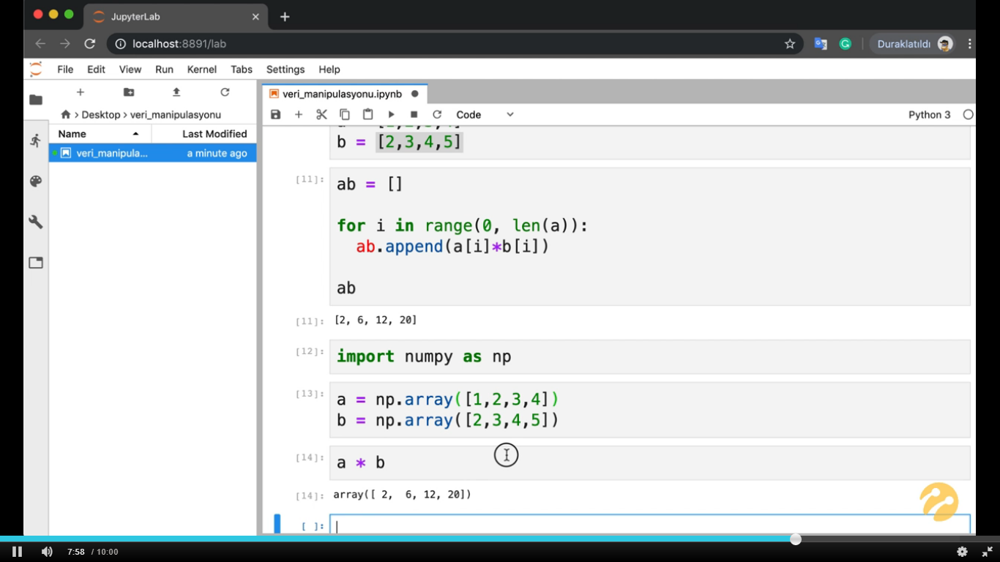 JupyterLab
localhost:8891/lab
Duraklatıldı
File Edit View Run Kernel Tabs Settings Help
veri_manipulasyonu.ipynb
Desktop > veri_manipulasyonu
Code
Python 3
Name Last Modified
veri_manipula... a minute ago
b = [2,3,4,5]
[11]: ab = []
for i in range(0, len(a)):
ab.append(a[i]*b[i])
ab
[11]: [2, 6, 12, 20]
[12]: import numpy as np
[13]: a = np.array([1,2,3,4])
b = np.array([2,3,4,5])
[14]: a * b
[14]: array([ 2,  6, 12, 20])
[ ]:
7:58 / 10:00